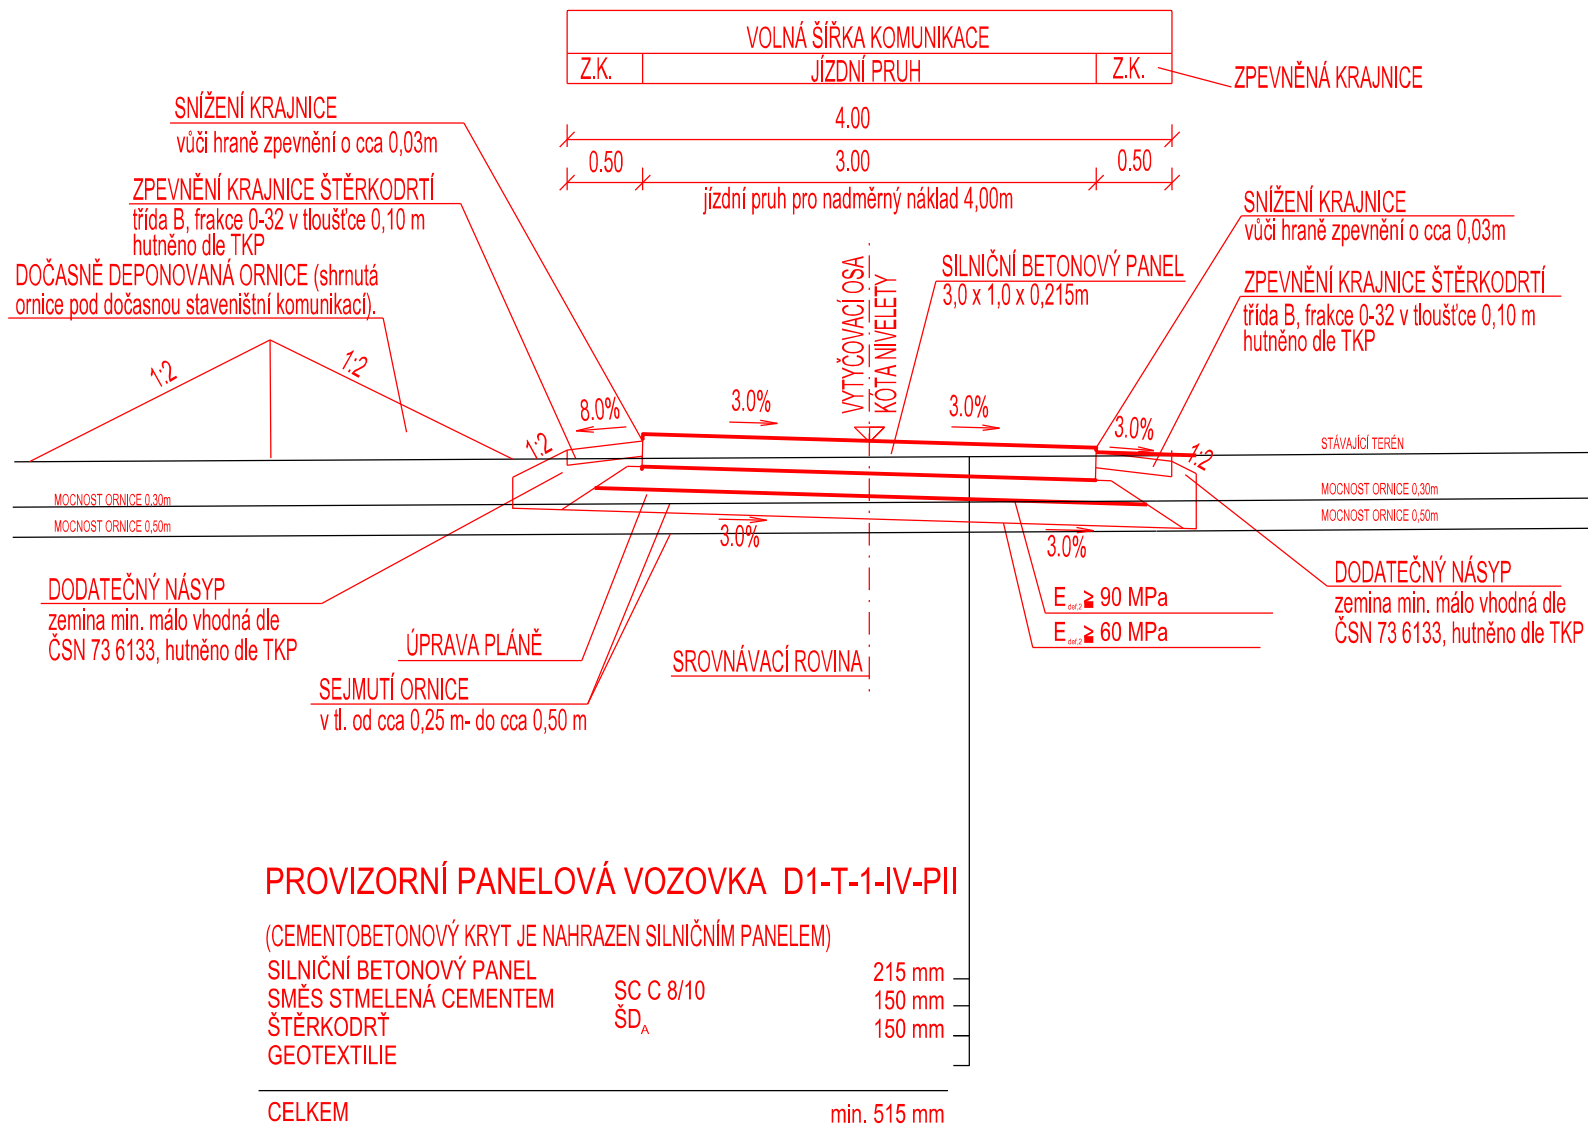 VOLNÁ ŠÍŘKA KOMUNIKACE
Z.K.
JÍZDNÍ PRUH
Z.K.
ZPEVNĚNÁ KRAJNICE
4.00
0.50
3.00
0.50
jízdní pruh pro nadměrný náklad 4,00m
SNÍŽENÍ KRAJNICE
vůči hraně zpevnění o cca 0,03m
ZPEVNĚNÍ KRAJNICE ŠTĚRKODRTÍ
třída B, frakce 0-32 v tloušťce 0,10 m
hutněno dle TKP
DOČASNĚ DEPONOVANÁ ORNICE (shrnutá
ornice pod dočasnou staveništní komunikací).
SNÍŽENÍ KRAJNICE
vůči hraně zpevnění o cca 0,03m
ZPEVNĚNÍ KRAJNICE ŠTĚRKODRTÍ
třída B, frakce 0-32 v tloušťce 0,10 m
hutněno dle TKP
SILNIČNÍ BETONOVÝ PANEL
3,0 x 1,0 x 0,215m
VYTYČOVACÍ OSA
KÓTA NIVELETY
1:2
1:2
8.0%
3.0%
3.0%
3.0%
1:2
1:2
STÁVAJÍCÍ TERÉN
MOCNOST ORNICE 0,30m
MOCNOST ORNICE 0,50m
MOCNOST ORNICE 0,30m
MOCNOST ORNICE 0,50m
3.0%
3.0%
DODATEČNÝ NÁSYP
zemina min. málo vhodná dle
ČSN 73 6133, hutněno dle TKP
ÚPRAVA PLÁNĚ
SEJMUTÍ ORNICE
v tl. od cca 0,25 m- do cca 0,50 m
SROVNÁVACÍ ROVINA
E def,2 ≧ 90 MPa
E def,2 ≧ 60 MPa
DODATEČNÝ NÁSYP
zemina min. málo vhodná dle
ČSN 73 6133, hutněno dle TKP
PROVIZORNÍ PANELOVÁ VOZOVKA D1-T-1-IV-PII
(CEMENTOBETONOVÝ KRYT JE NAHRAZEN SILNIČNÍM PANELEM)
SILNIČNÍ BETONOVÝ PANEL 215 mm
SMĚS STMELENÁ CEMENTEM SC C 8/10 150 mm
ŠTĚRKODRŤ ŠDA 150 mm
GEOTEXTILIE
CELKEM min. 515 mm